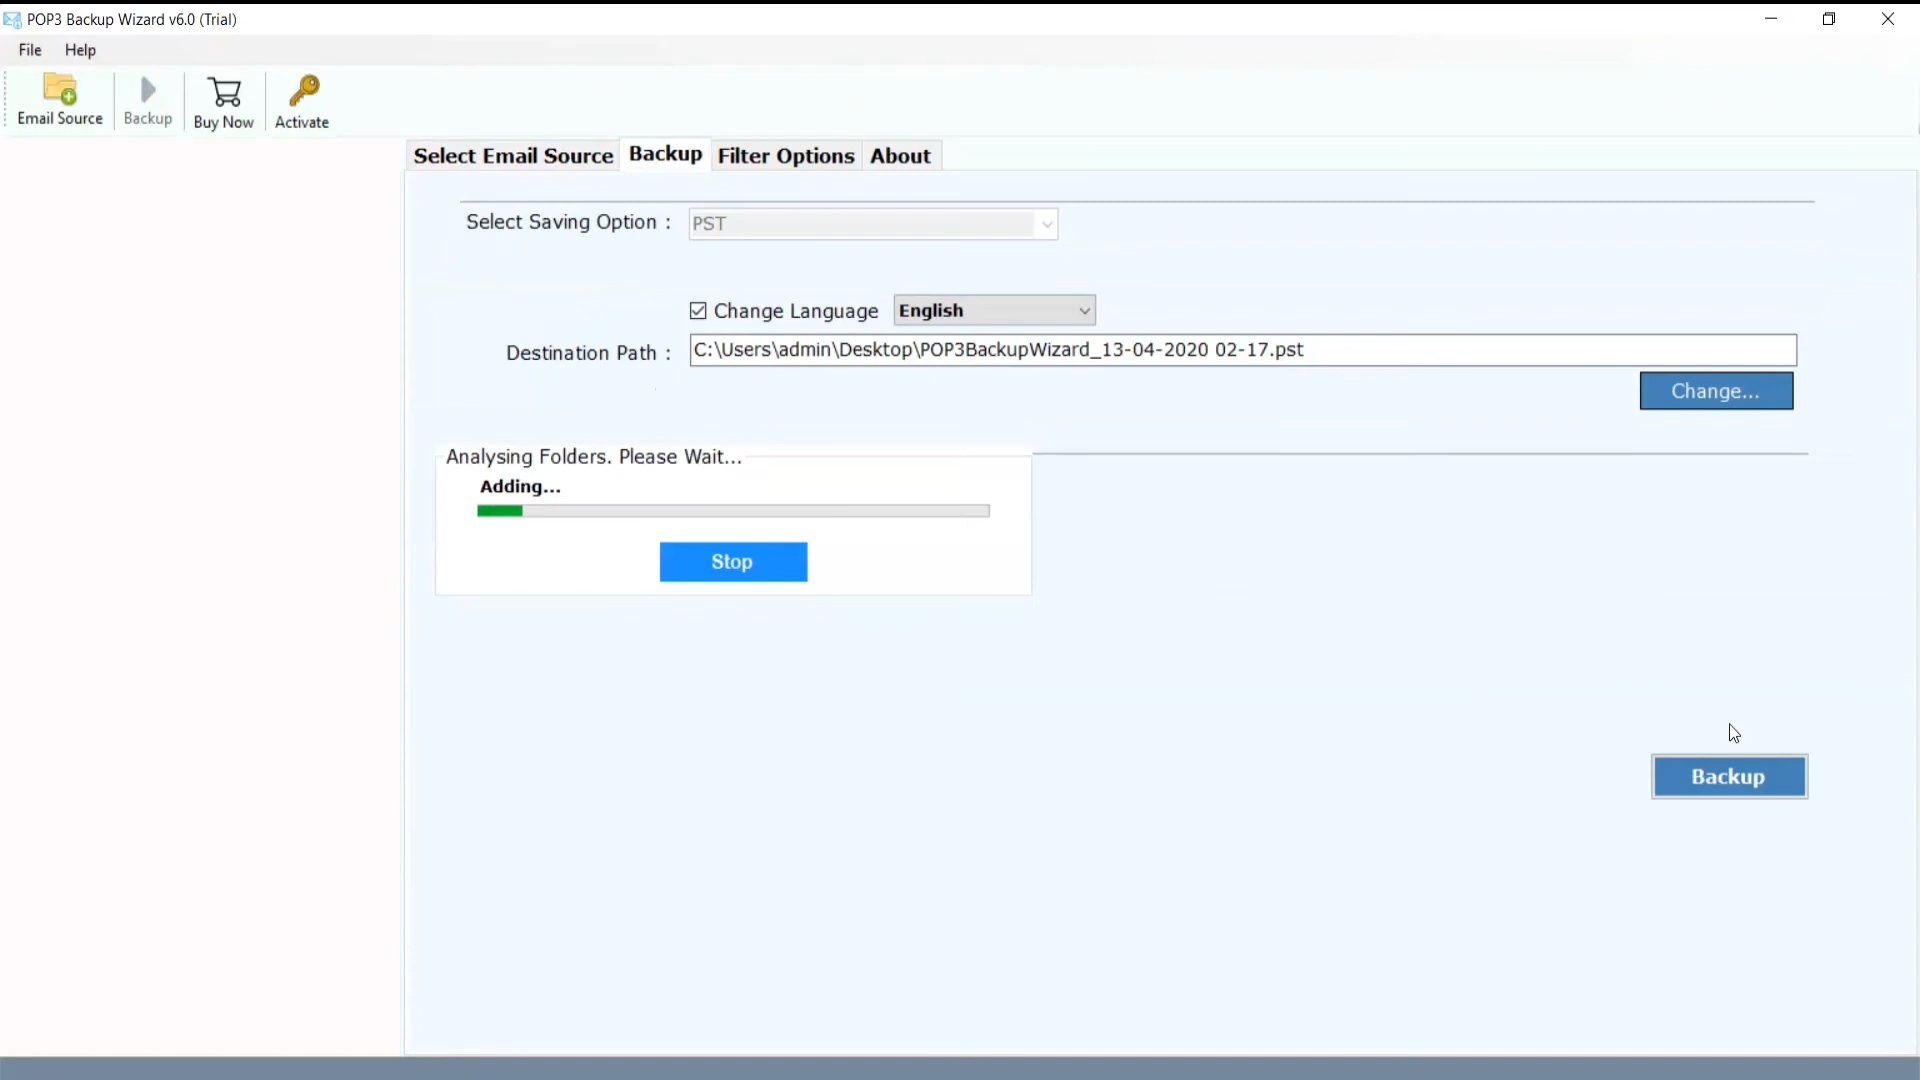 POP3 Backup Wizard v6.0 (Trial)
File Help
Email Source Backup Buy Now Activate
Select Email Source Backup Filter Options About
Select Saving Option : PST
Change Language English
Destination Path : C:\Users\admin\Desktop\POP3BackupWizard_13-04-2020 02-17.pst
Change...
Analysing Folders. Please Wait...
Adding...
Stop
Backup